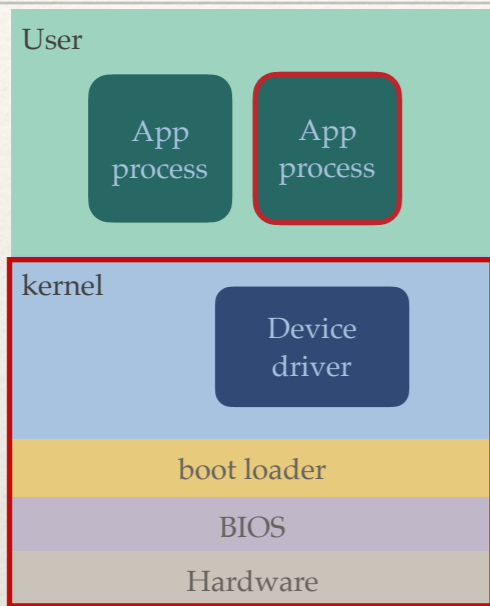 User
App
process
App
process
kernel
Device
driver
boot loader
BIOS
Hardware